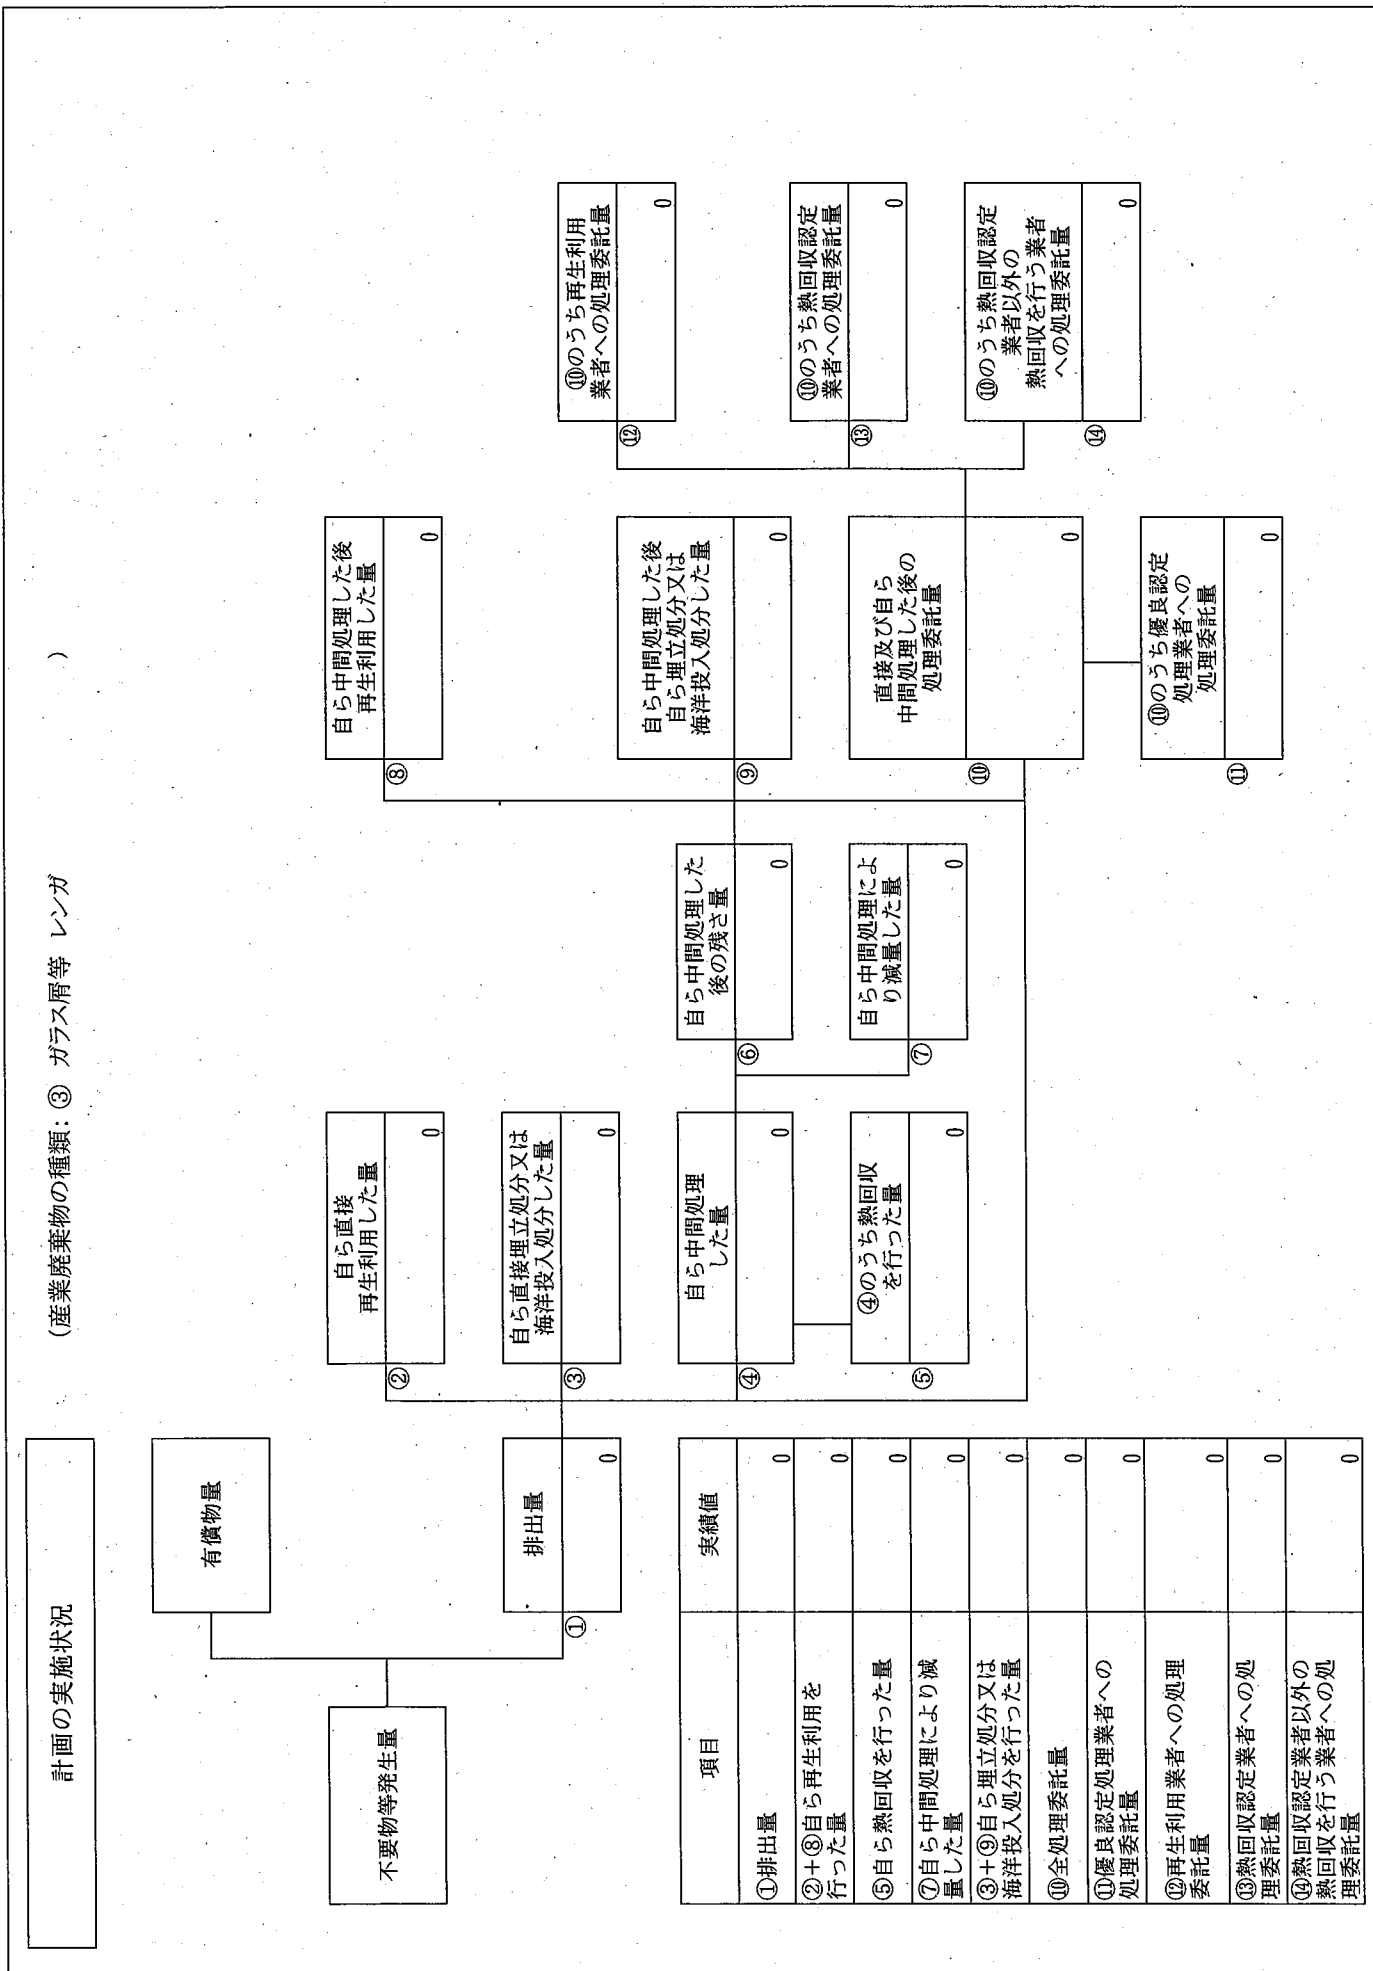 計画の実施状況
(産業廃棄物の種類：③ ガラス屑等 レンガ )
不要物等発生量
有償物量
排出量
①
0
自ら直接
再生利用した量
②
0
自ら直接埋立処分又は
海洋投入処分した量
③
0
自ら中間処理
した量
④
0
④のうち熱回収
を行った量
⑤
0
自ら中間処理した
後の残さ量
⑥
0
自ら中間処理によ
り減量した量
⑦
0
自ら中間処理した後
再生利用した量
⑧
0
自ら中間処理した後
自ら埋立処分又は
海洋投入処分した量
⑨
0
直接及び自ら
中間処理した後の
処理委託量
⑩
0
⑩のうち優良認定
処理業者への
処理委託量
⑪
0
⑩のうち再生利用
業者への処理委託量
⑫
0
⑩のうち熱回収認定
業者への処理委託量
⑬
0
⑩のうち熱回収認定
業者以外の
熱回収を行う業者
への処理委託量
⑭
0
項目 実績値
①排出量 0
②+⑧自ら再生利用を
行った量 0
⑤自ら熱回収を行った量 0
⑦自ら中間処理により減
量した量 0
③+⑨自ら埋立処分又は
海洋投入処分を行った量 0
⑩全処理委託量 0
⑪優良認定処理業者への
処理委託量 0
⑫再生利用業者への処理
委託量 0
⑬熱回収認定業者への処
理委託量 0
⑭熱回収認定業者以外の
熱回収を行う業者への処
理委託量 0